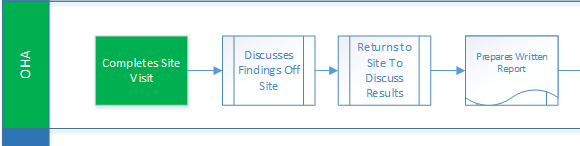 OHA
Completes Site
Visit
Discusses
Findings Off
Site
Returns to
Site To
Discuss
Results
Prepares Written
Report